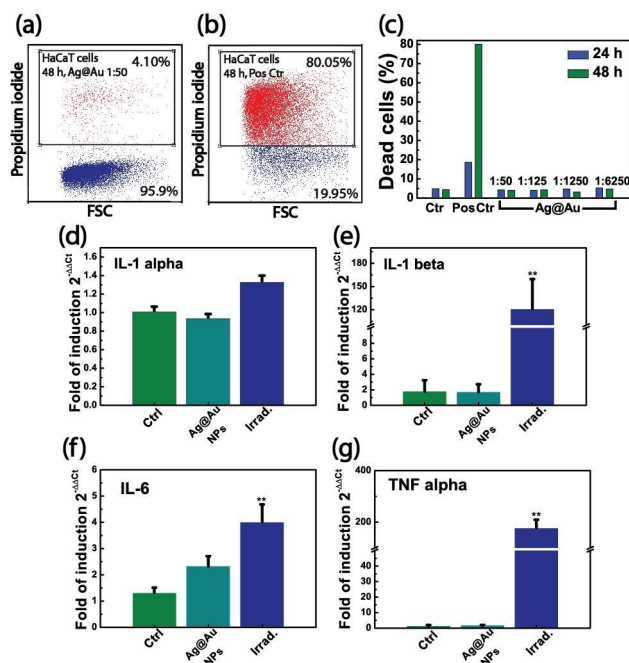 (a)
HaCaT cells
48 h, Ag@Au 1:50
4.10%
95.9%
Propidium iodide
FSC
(b)
HaCaT cells
48 h, Pos Ctr
80.05%
19.95%
Propidium iodide
FSC
(c)
Dead cells (%)
80
70
60
50
40
30
20
10
0
24 h
48 h
1:50 1:125 1:1250 1:6250
Ctr Pos Ctr Ag@Au
(d)
IL-1 alpha
Fold of induction 2^-ΔΔCt
1.6
1.4
1.2
1.0
0.8
0.6
0.4
0.2
0.0
Ctrl
Ag@Au
NPs
Irrad.
(e)
IL-1 beta
Fold of induction 2^-ΔΔCt
180
150
120
8
6
4
2
0
**
Ctrl
Ag@Au
NPs
Irrad.
(f)
IL-6
Fold of induction 2^-ΔΔCt
6
5
4
3
2
1
0
**
Ctrl
Ag@Au
NPs
Irrad.
(g)
TNF alpha
Fold of induction 2^-ΔΔCt
400
200
50
40
30
20
10
0
**
Ctrl
Ag@Au
NPs
Irrad.